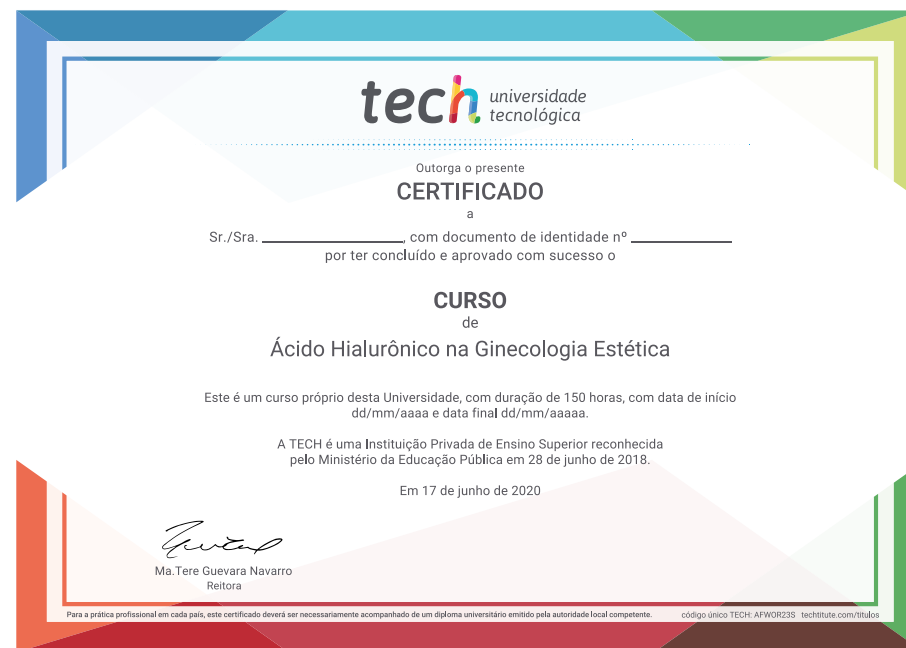 tech universidade
tecnológica
Outorga o presente
CERTIFICADO
a
Sr./Sra. ____________________, com documento de identidade nº ______________
por ter concluído e aprovado com sucesso o
CURSO
de
Ácido Hialurônico na Ginecologia Estética
Este é um curso próprio desta Universidade, com duração de 150 horas, com data de início
dd/mm/aaaa e data final dd/mm/aaaaa.
A TECH é uma Instituição Privada de Ensino Superior reconhecida
pelo Ministério da Educação Pública em 28 de junho de 2018.
Em 17 de junho de 2020
Ma.Tere Guevara Navarro
Reitora
Para a prática profissional em cada país, este certificado deverá ser necessariamente acompanhado de um diploma universitário emitido pela autoridade local competente. código único TECH: AFWOR23S techtitute.com/titulos